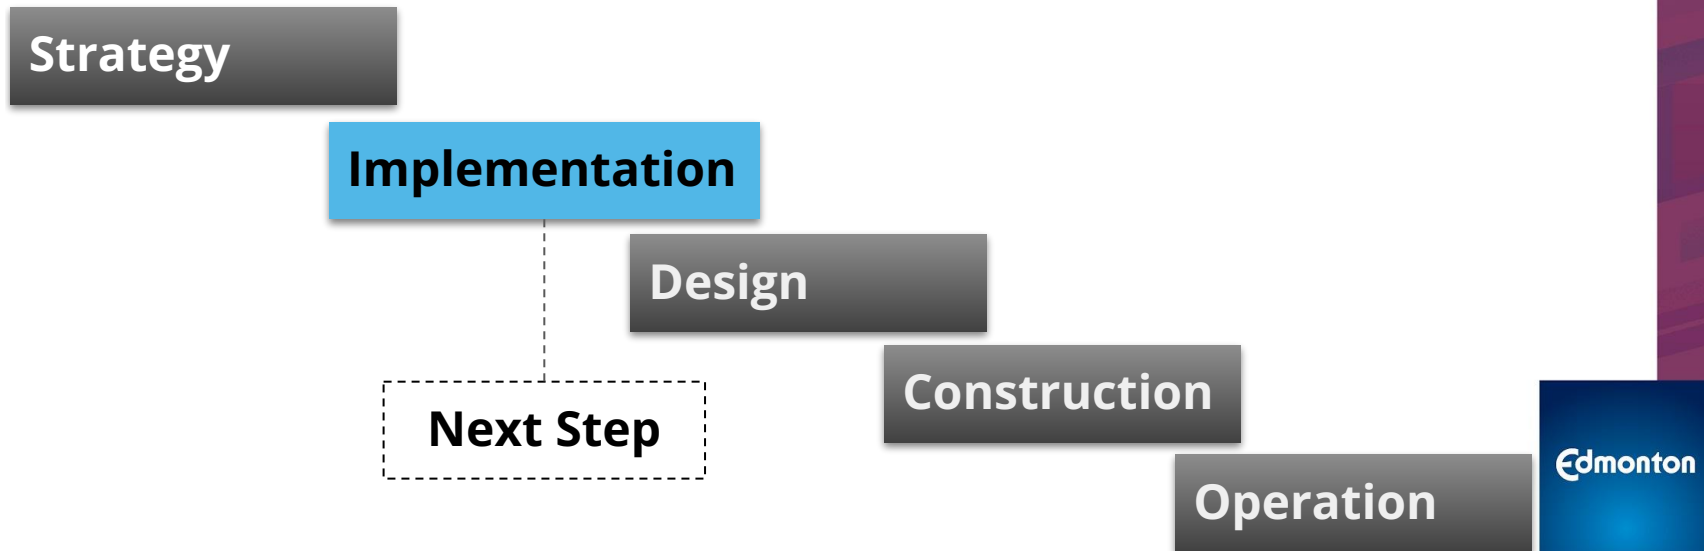 Strategy
Implementation
Design
Construction
Next Step
Operation
Edmonton